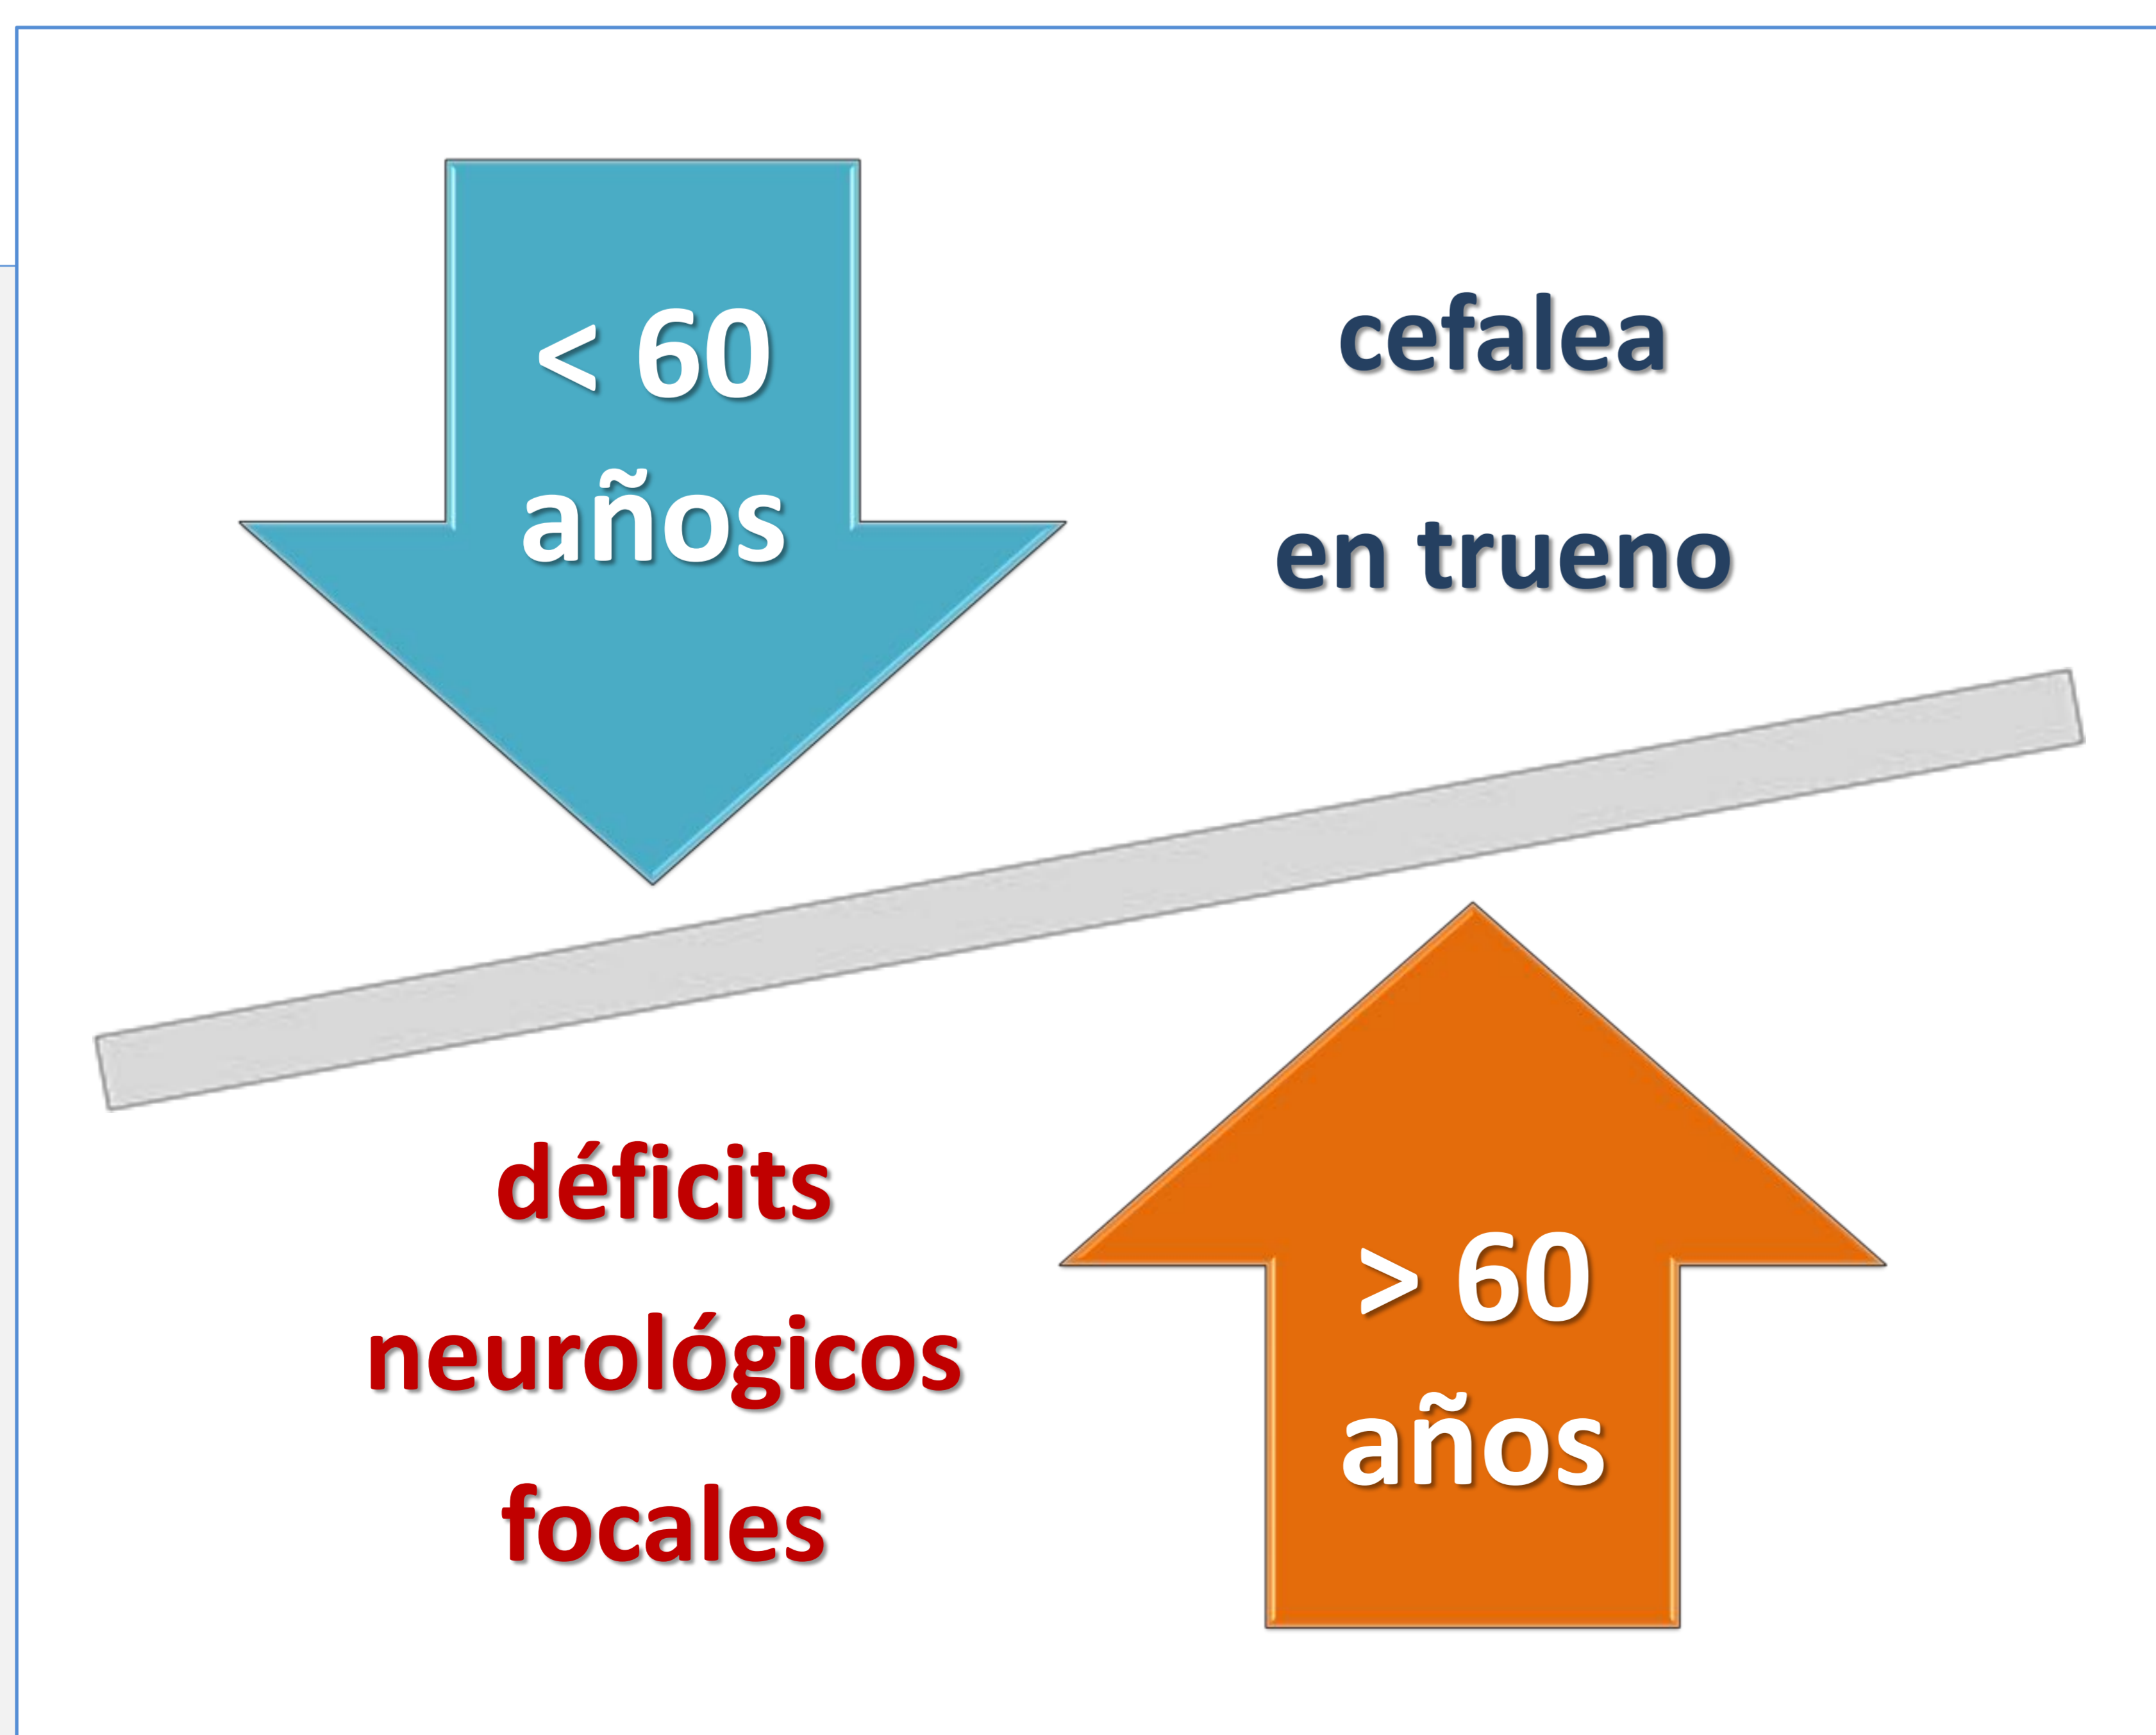 < 60
años
cefalea
en trueno
déficits
neurológicos
focales
> 60
años